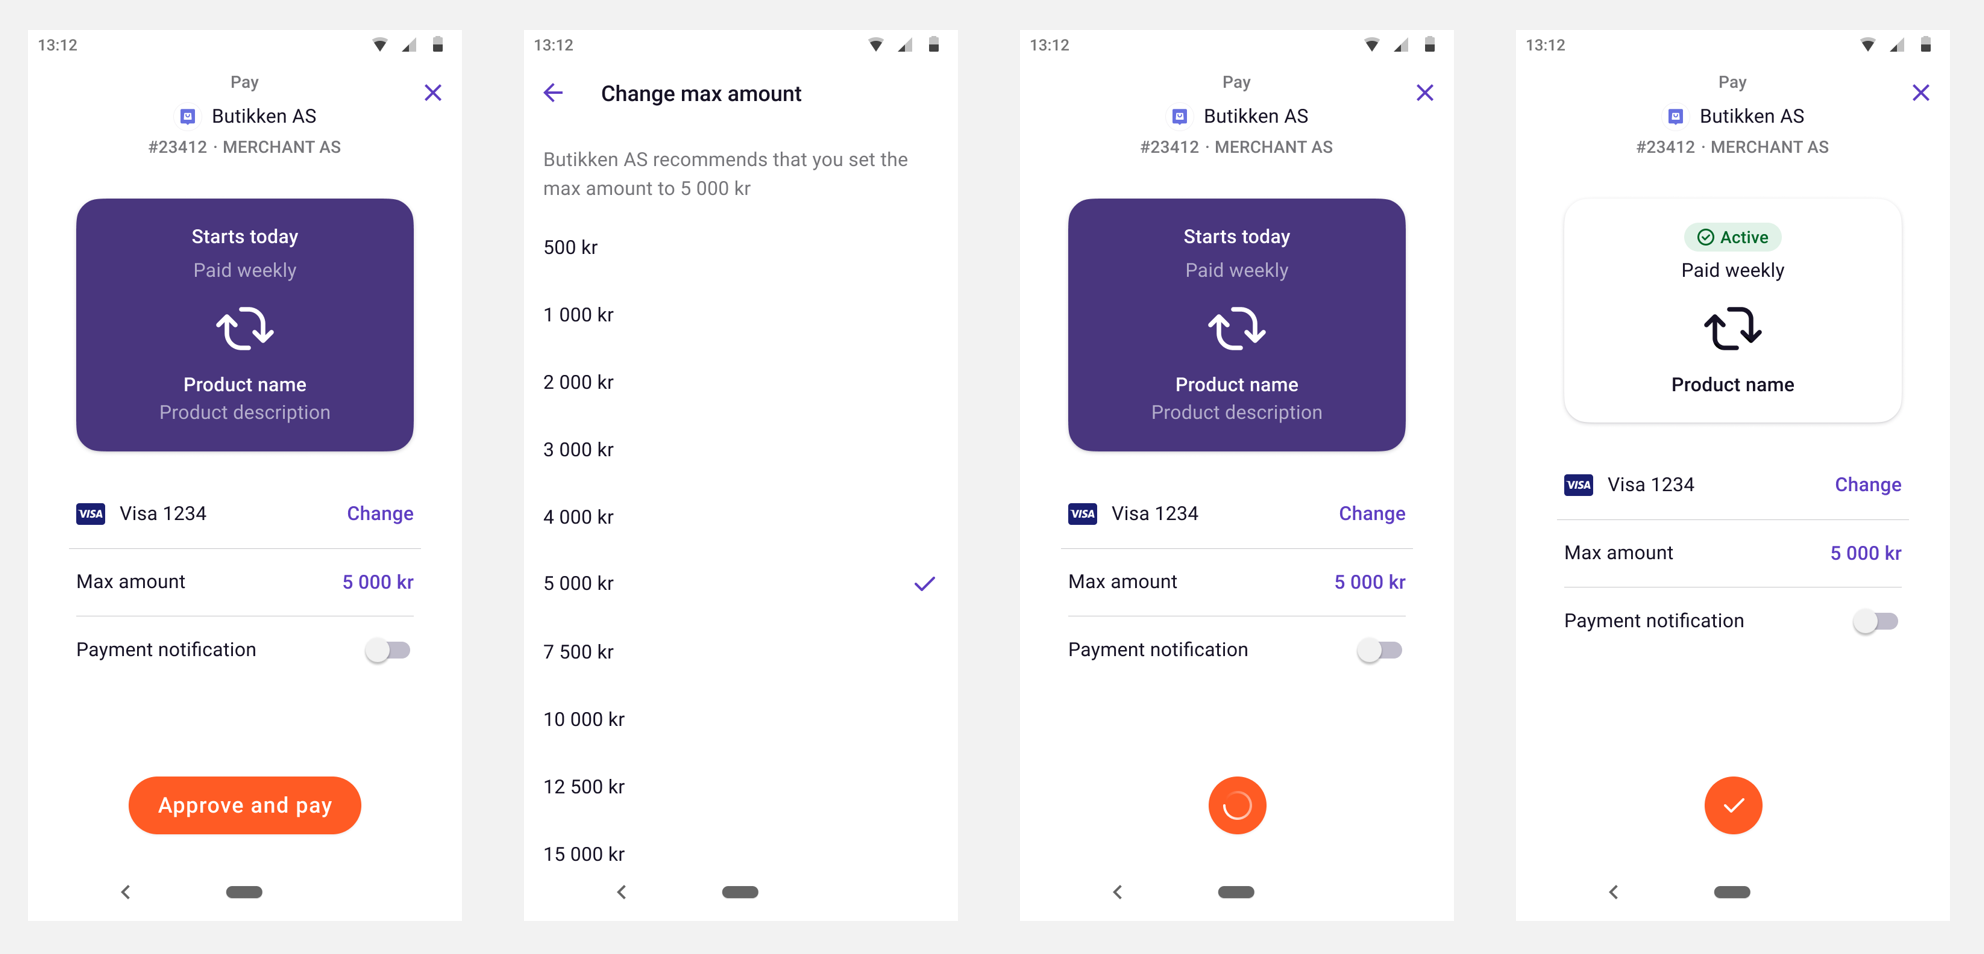 13:12
Pay
Butikken AS
#23412 · MERCHANT AS
Starts today
Paid weekly
Product name
Product description
VISA Visa 1234 Change
Max amount 5 000 kr
Payment notification
Approve and pay
13:12
Change max amount
Butikken AS recommends that you set the
max amount to 5 000 kr
500 kr
1 000 kr
2 000 kr
3 000 kr
4 000 kr
5 000 kr
7 500 kr
10 000 kr
12 500 kr
15 000 kr
13:12
Pay
Butikken AS
#23412 · MERCHANT AS
Starts today
Paid weekly
Product name
Product description
VISA Visa 1234 Change
Max amount 5 000 kr
Payment notification
13:12
Pay
Butikken AS
#23412 · MERCHANT AS
Active
Paid weekly
Product name
VISA Visa 1234 Change
Max amount 5 000 kr
Payment notification